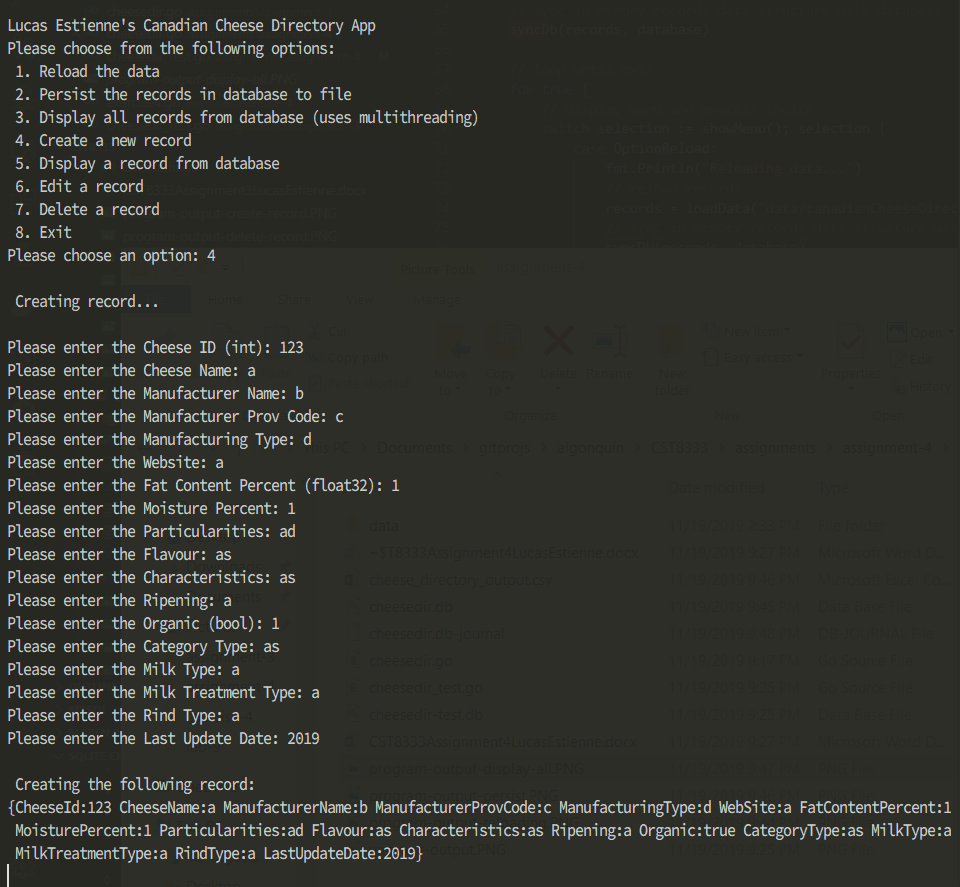 Lucas Estienne's Canadian Cheese Directory App
Please choose from the following options:
1. Reload the data
2. Persist the records in database to file
3. Display all records from database (uses multithreading)
4. Create a new record
5. Display a record from database
6. Edit a record
7. Delete a record
8. Exit
Please choose an option: 4
Creating record...
Please enter the Cheese ID (int): 123
Please enter the Cheese Name: a
Please enter the Manufacturer Name: b
Please enter the Manufacturer Prov Code: c
Please enter the Manufacturing Type: d
Please enter the Website: a
Please enter the Fat Content Percent (float32): 1
Please enter the Moisture Percent: 1
Please enter the Particularities: ad
Please enter the Flavour: as
Please enter the Characteristics: as
Please enter the Ripening: a
Please enter the Organic (bool): 1
Please enter the Category Type: as
Please enter the Milk Type: a
Please enter the Milk Treatment Type: a
Please enter the Rind Type: a
Please enter the Last Update Date: 2019
Creating the following record:
{CheeseId:123 CheeseName:a ManufacturerName:b ManufacturerProvCode:c ManufacturingType:d WebSite:a FatContentPercent:1
MoisturePercent:1 Particularities:ad Flavour:as Characteristics:as Ripening:a Organic:true CategoryType:as MilkType:a
MilkTreatmentType:a RindType:a LastUpdateDate:2019}